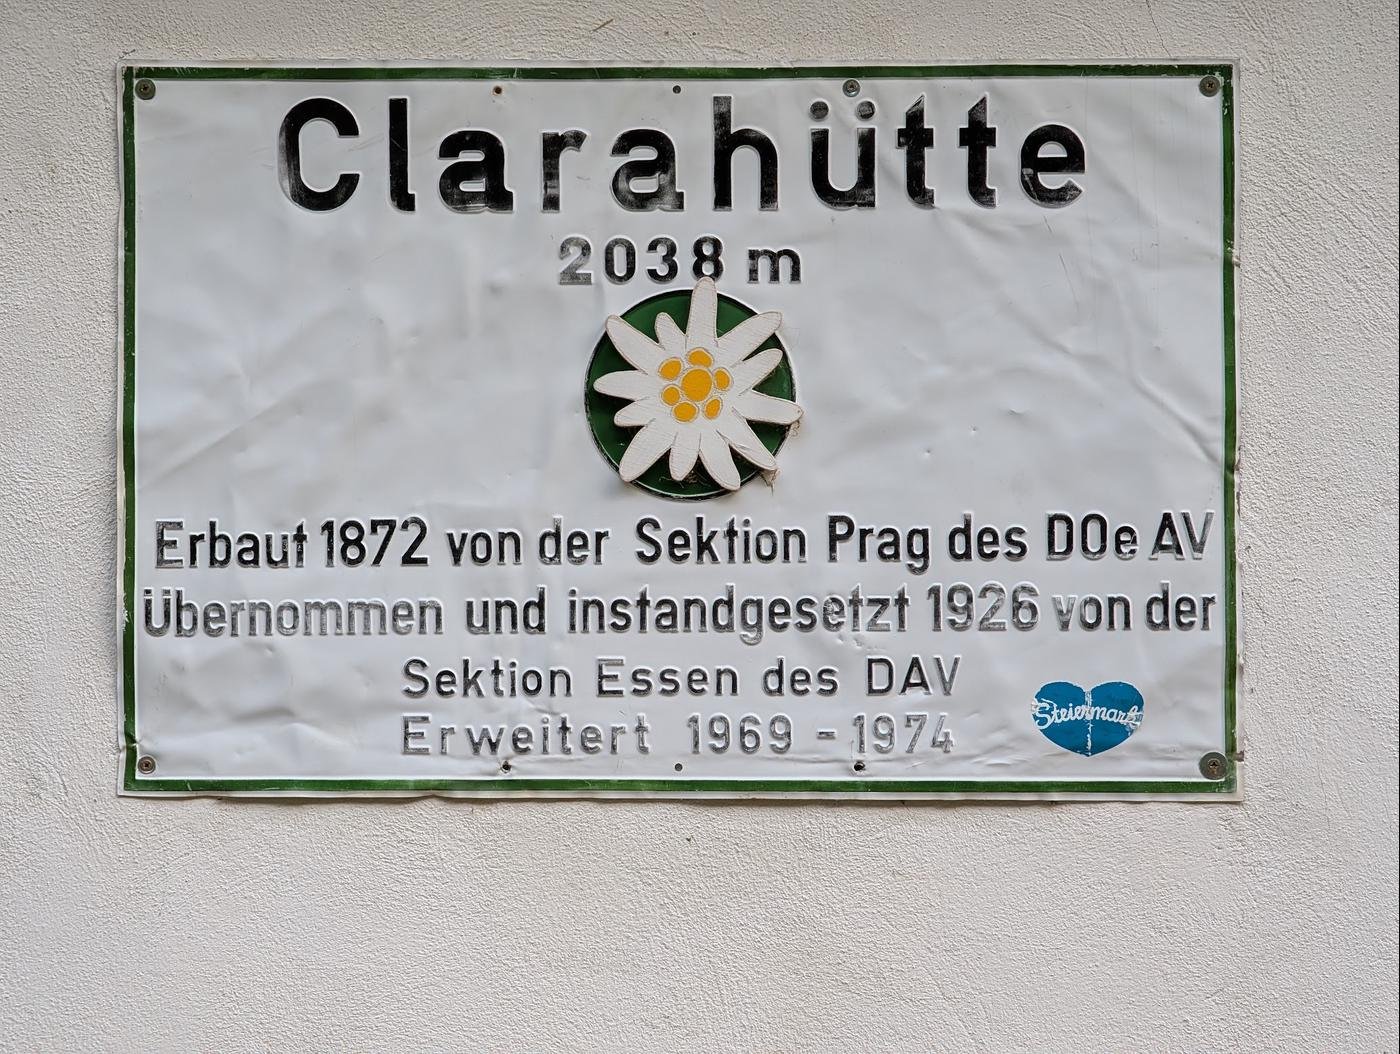 Clarahütte
2038 m
Erbaut 1872 von der Sektion Prag des DOe AV
Übernommen und instandgesetzt 1926 von der
Sektion Essen des DAV
Erweitert 1969 - 1974
Steiermark